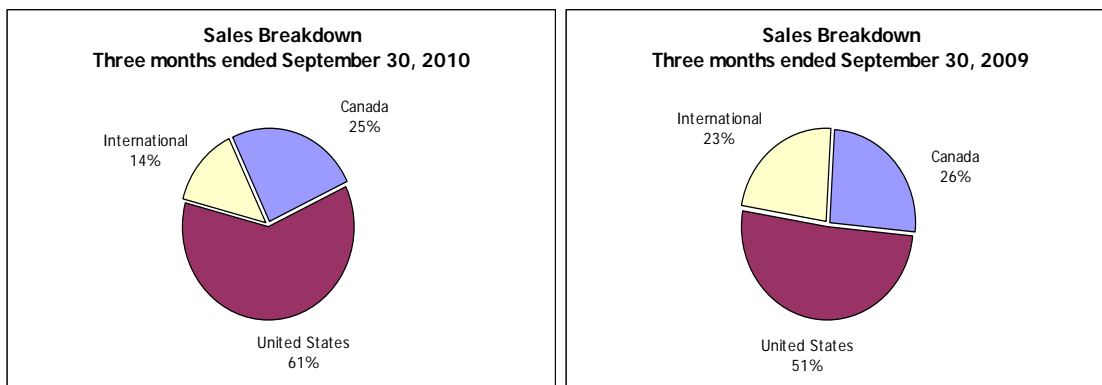 Sales Breakdown
Three months ended September 30, 2010
Canada
25%
International
14%
United States
61%
Sales Breakdown
Three months ended September 30, 2009
International
23%
Canada
26%
United States
51%